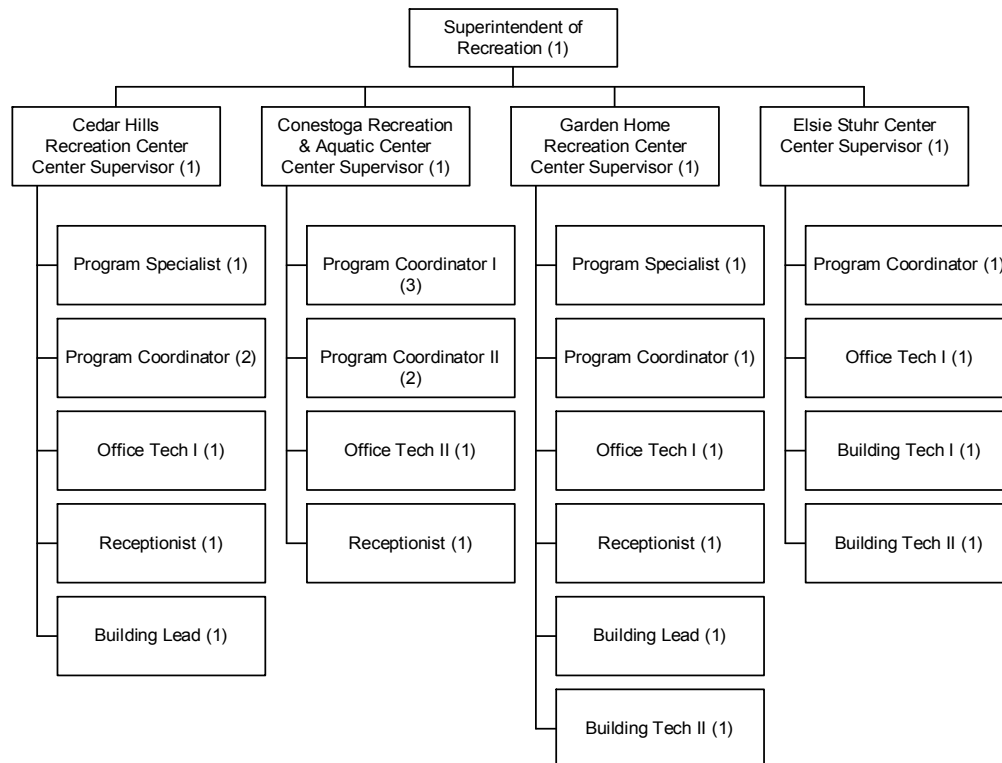 Superintendent of
Recreation (1)
Cedar Hills
Recreation Center
Center Supervisor (1)
Conestoga Recreation
& Aquatic Center
Center Supervisor (1)
Garden Home
Recreation Center
Center Supervisor (1)
Elsie Stuhr Center
Center Supervisor (1)
Program Specialist (1)
Program Coordinator (2)
Office Tech I (1)
Receptionist (1)
Building Lead (1)
Program Coordinator I
(3)
Program Coordinator II
(2)
Office Tech II (1)
Receptionist (1)
Program Specialist (1)
Program Coordinator (1)
Office Tech I (1)
Receptionist (1)
Building Lead (1)
Building Tech II (1)
Program Coordinator (1)
Office Tech I (1)
Building Tech I (1)
Building Tech II (1)